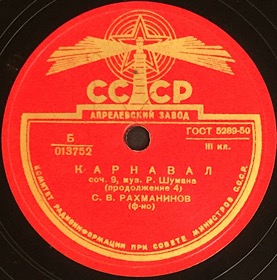 СССР
АПРЕЛЕВСКИЙ ЗАВОД
Б
013752
ГОСТ 5289-50
III кл.
КАРНАВАЛ
соч. 9, муз. Р. Шумана
(продолжение 4)
С. В. РАХМАНИНОВ
(ф-но)
КОМИТЕТ РАДИОИНФОРМАЦИИ ПРИ СОВЕТЕ МИНИСТРОВ СССР